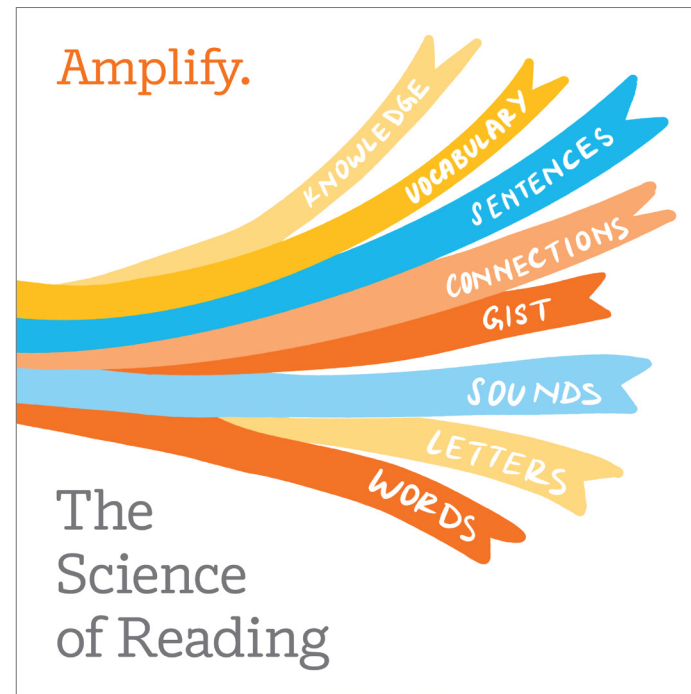 Amplify.
KNOWLEDGE
VOCABULARY
SENTENCES
CONNECTIONS
GIST
SOUNDS
LETTERS
WORDS
The
Science
of Reading